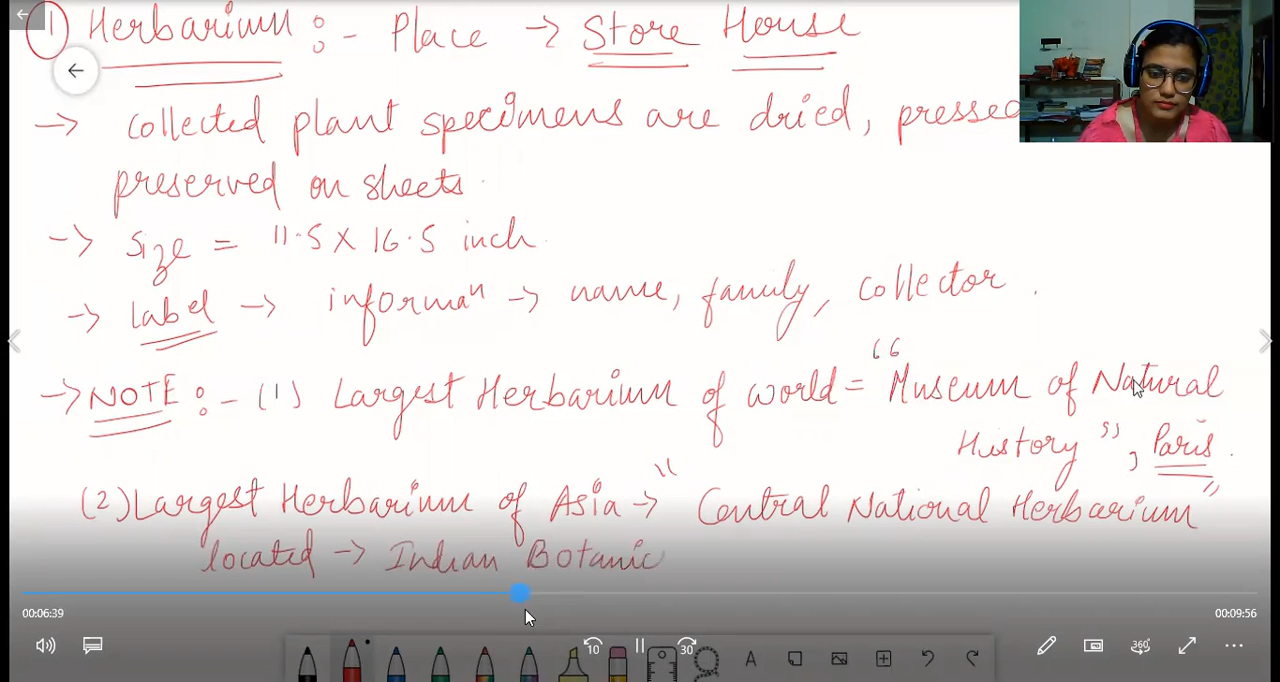 (1) Herbarium :- Place → Store House
→ collected plant specimens are dried, presse
preserved on sheets.
→ Size = 11.5 X 16.5 inch.
→ label → informaⁿ → name, family, collector.
→ NOTE :- (1) Largest Herbarium of world = "Museum of Natural
History", Paris.
(2) Largest Herbarium of Asia → "Central National Herbarium"
located → Indian Botanic
00:06:39
00:09:56
10
30
A
360